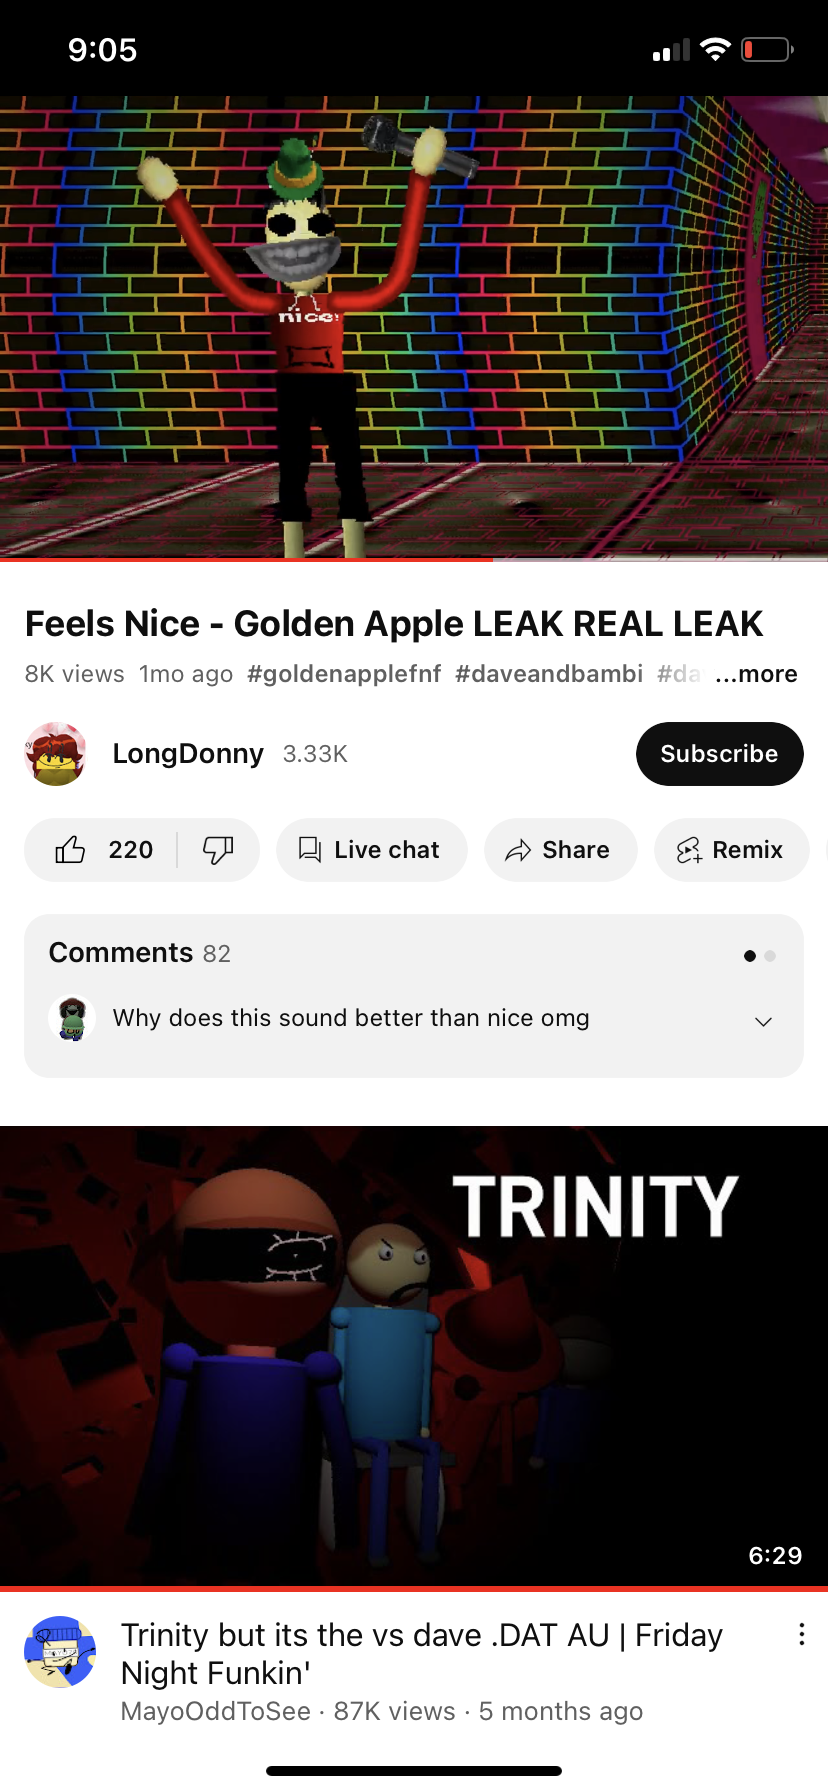 9:05
nice!
Feels Nice - Golden Apple LEAK REAL LEAK
8K views 1mo ago #goldenapplefnf #daveandbambi #da ...more
LongDonny 3.33K
Subscribe
220
Live chat
Share
Remix
Comments 82
Why does this sound better than nice omg
TRINITY
6:29
Trinity but its the vs dave .DAT AU | Friday
Night Funkin'
MayoOddToSee · 87K views · 5 months ago